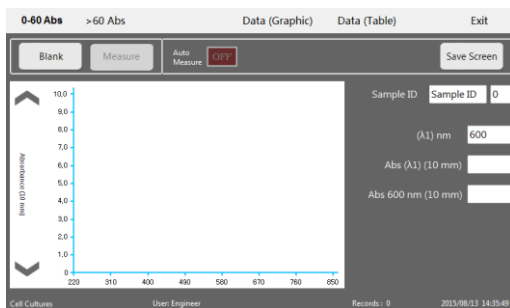 0-60 Abs >60 Abs Data (Graphic) Data (Table) Exit
Blank Measure Auto Measure OFF Save Screen
Sample ID Sample ID 0
(λ1) nm 600
Abs (λ1) (10 mm)
Abs 600 nm (10 mm)
Absorbance (10 mm)
10,0
9,0
8,0
7,0
6,0
5,0
4,0
3,0
2,0
1,0
0
220 310 400 490 580 670 760 850
Cell Cultures User: Engineer Records : 0 2015/08/13 14:35:49